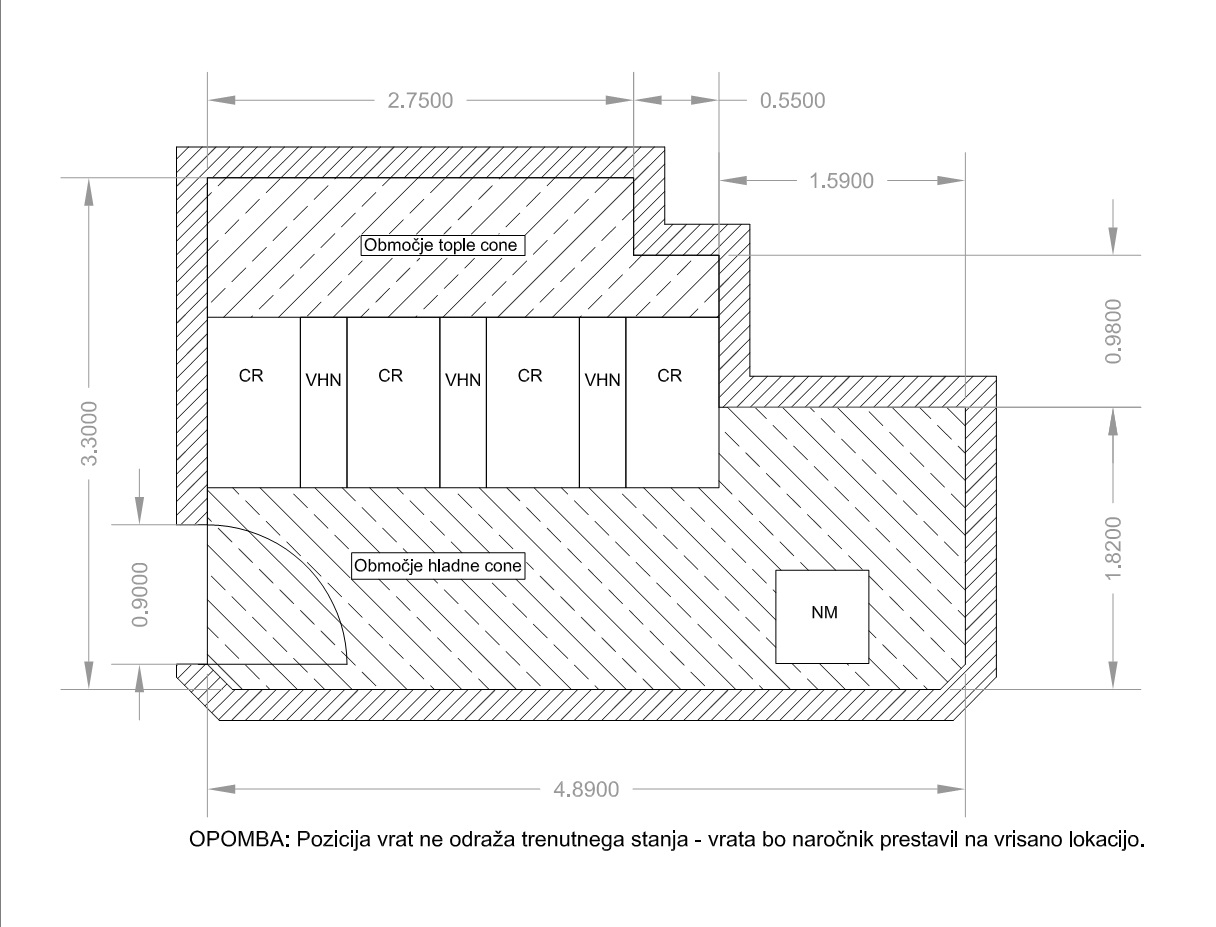 2.7500
0.5500
1.5900
Območje tople cone
0.9800
CR
VHN
CR
VHN
CR
VHN
CR
3.3000
1.8200
Območje hladne cone
0.9000
NM
4.8900
OPOMBA: Pozicija vrat ne odraža trenutnega stanja - vrata bo naročnik prestavil na vrisano lokacijo.